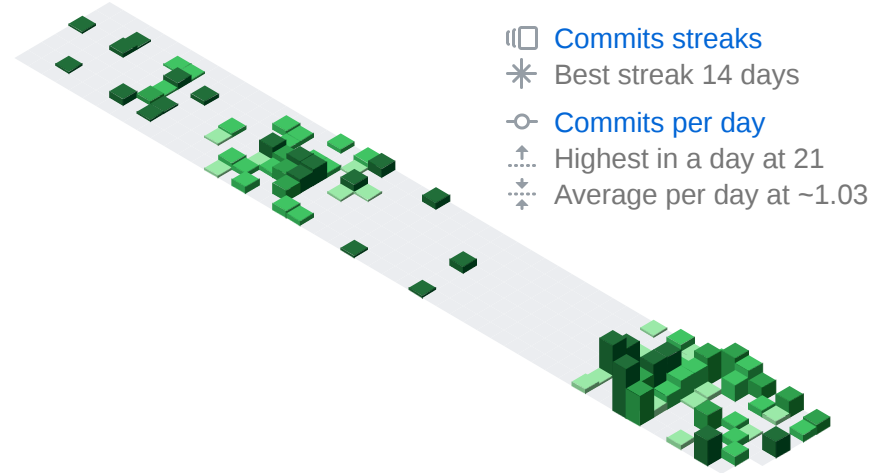 Commits streaks
Best streak 14 days
Commits per day
Highest in a day at 21
Average per day at ~1.03